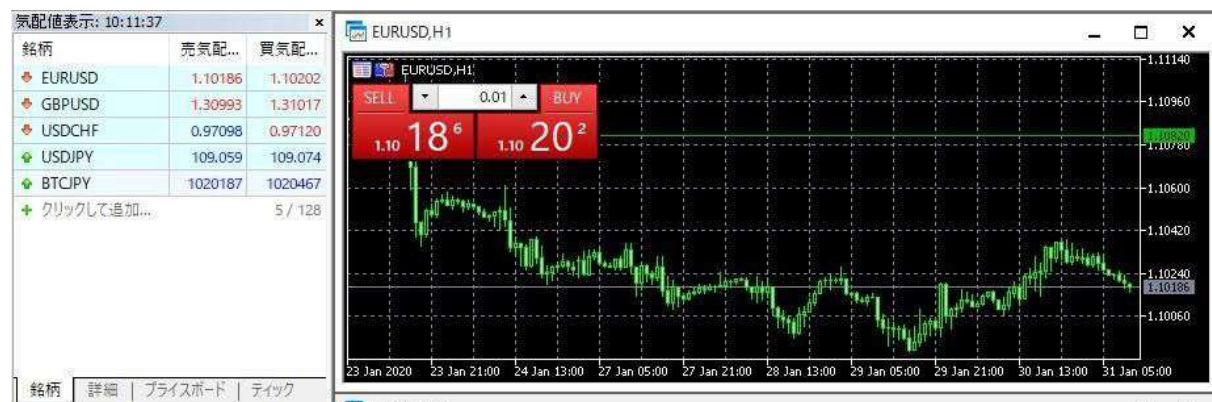 気配値表示: 10:11:37
銘柄 売気配... 買気配...
EURUSD 1.10186 1.10202
GBPUSD 1.30993 1.31017
USDCHF 0.97098 0.97120
USDJPY 109.059 109.074
BTCJPY 1020187 1020467
クリックして追加... 5 / 128
銘柄 詳細 プライスボード ティック
EURUSD,H1
EURUSD,H1
SELL 0.01 BUY
1.10 18 6 1.10 20 2
1.11140
1.10960
1.10820
1.10780
1.10600
1.10420
1.10240
1.10186
1.10060
23 Jan 2020 23 Jan 21:00 24 Jan 13:00 27 Jan 05:00 27 Jan 21:00 28 Jan 13:00 29 Jan 05:00 29 Jan 21:00 30 Jan 13:00 31 Jan 05:00